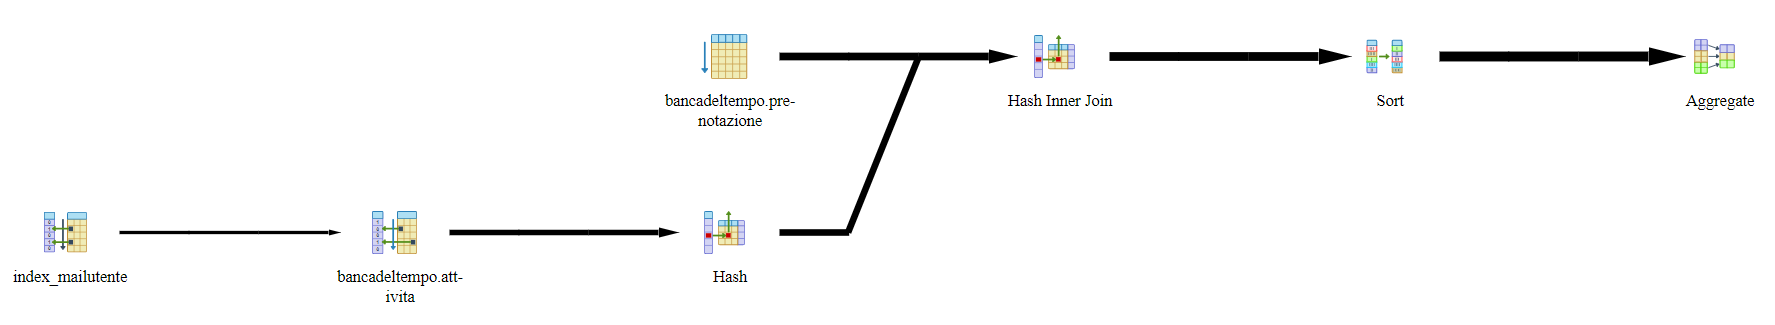 bancadeltempo.pre-
notazione
Hash Inner Join
Sort
Aggregate
index_mailutente
bancadeltempo.att-
ivita
Hash